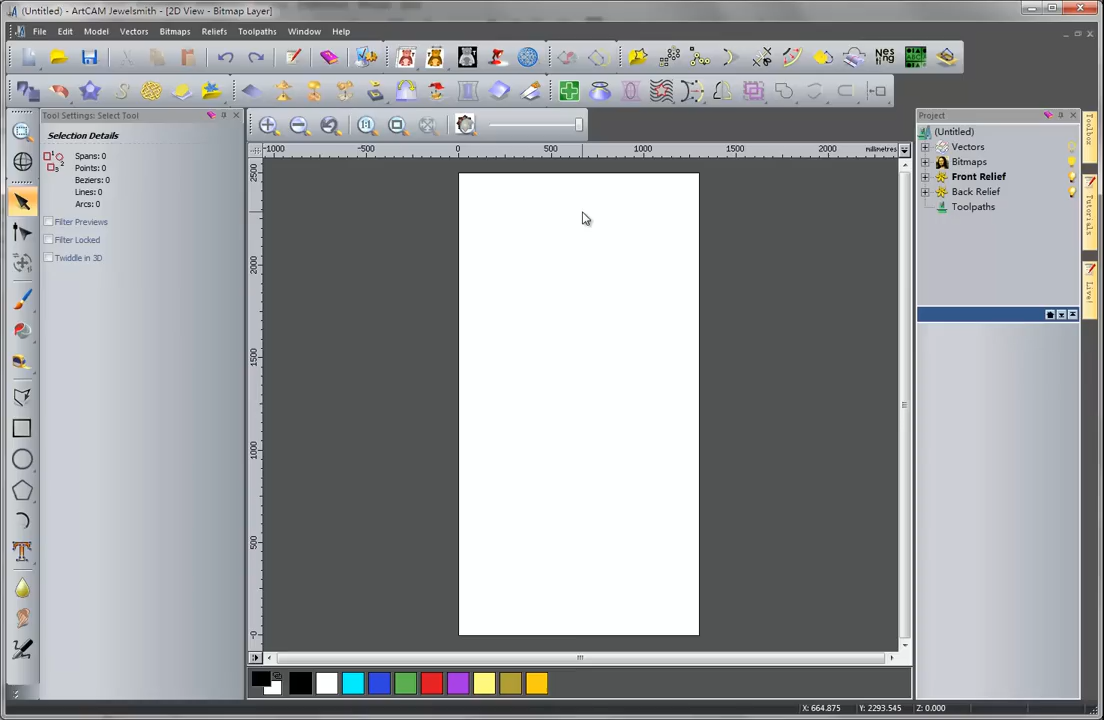 (Untitled) - ArtCAM Jewelsmith - [2D View - Bitmap Layer]
File Edit Model Vectors Bitmaps Reliefs Toolpaths Window Help
Tool Settings: Select Tool
Selection Details
Spans: 0
Points: 0
Beziers: 0
Lines: 0
Arcs: 0
Filter Previews
Filter Locked
Twiddle in 3D
-1000 -500 0 500 1000 1500 2000 millimetres
2500
2000
1500
1000
500
-0
Project
(Untitled)
Vectors
Bitmaps
Front Relief
Back Relief
Toolpaths
Toolbox
Tutorials
Live!
X: 664.875 Y: 2293.545 Z: 0.000